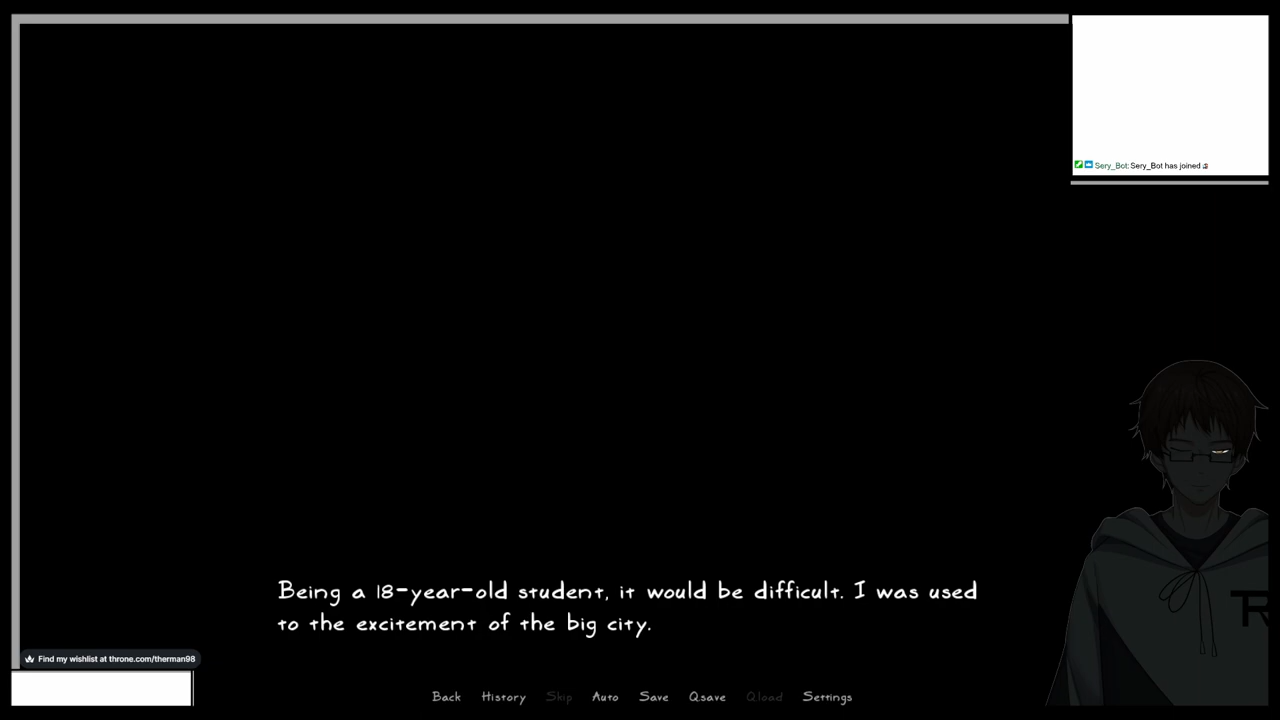 Sery_Bot: Sery_Bot has joined
Being a 18-year-old student, it would be difficult. I was used
to the excitement of the big city.
TR
Find my wishlist at throne.com/therman98
Back History Skip Auto Save Qsave Qload Settings